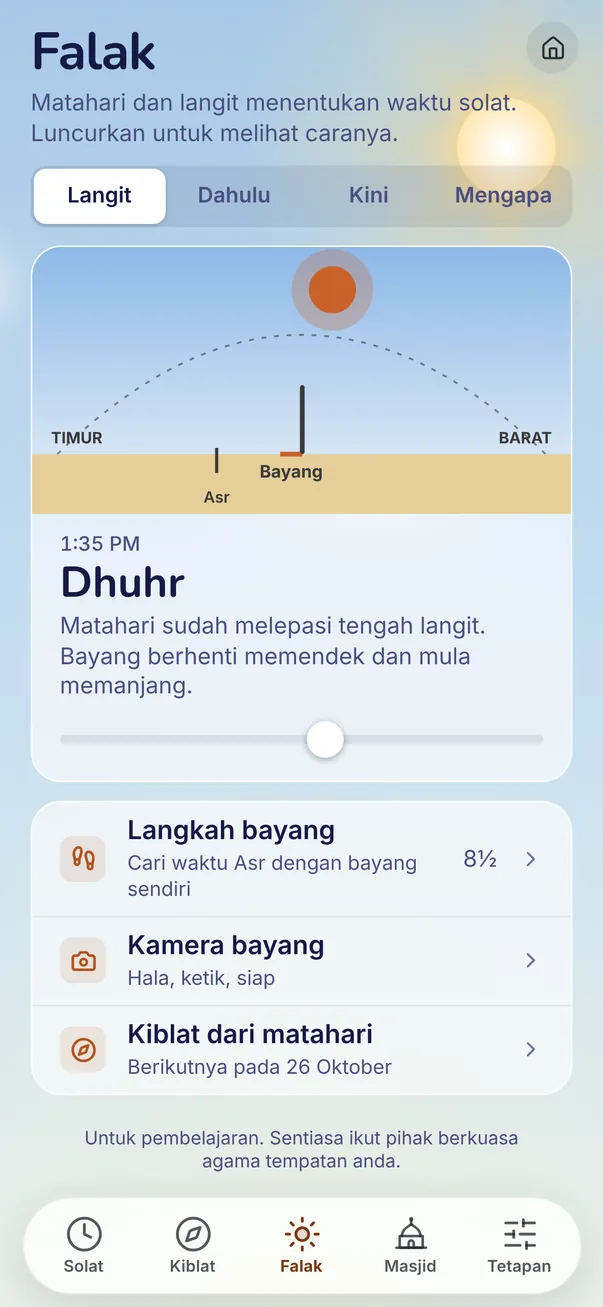 Falak
Matahari dan langit menentukan waktu solat.
Luncurkan untuk melihat caranya.
Langit
Dahulu
Kini
Mengapa
TIMUR
BARAT
Bayang
Asr
1:35 PM
Dhuhr
Matahari sudah melepasi tengah langit.
Bayang berhenti memendek dan mula
memanjang.
Langkah bayang
Cari waktu Asr dengan bayang
sendiri
8½
Kamera bayang
Hala, ketik, siap
Kiblat dari matahari
Berikutnya pada 26 Oktober
Untuk pembelajaran. Sentiasa ikut pihak berkuasa
agama tempatan anda.
Solat
Kiblat
Falak
Masjid
Tetapan